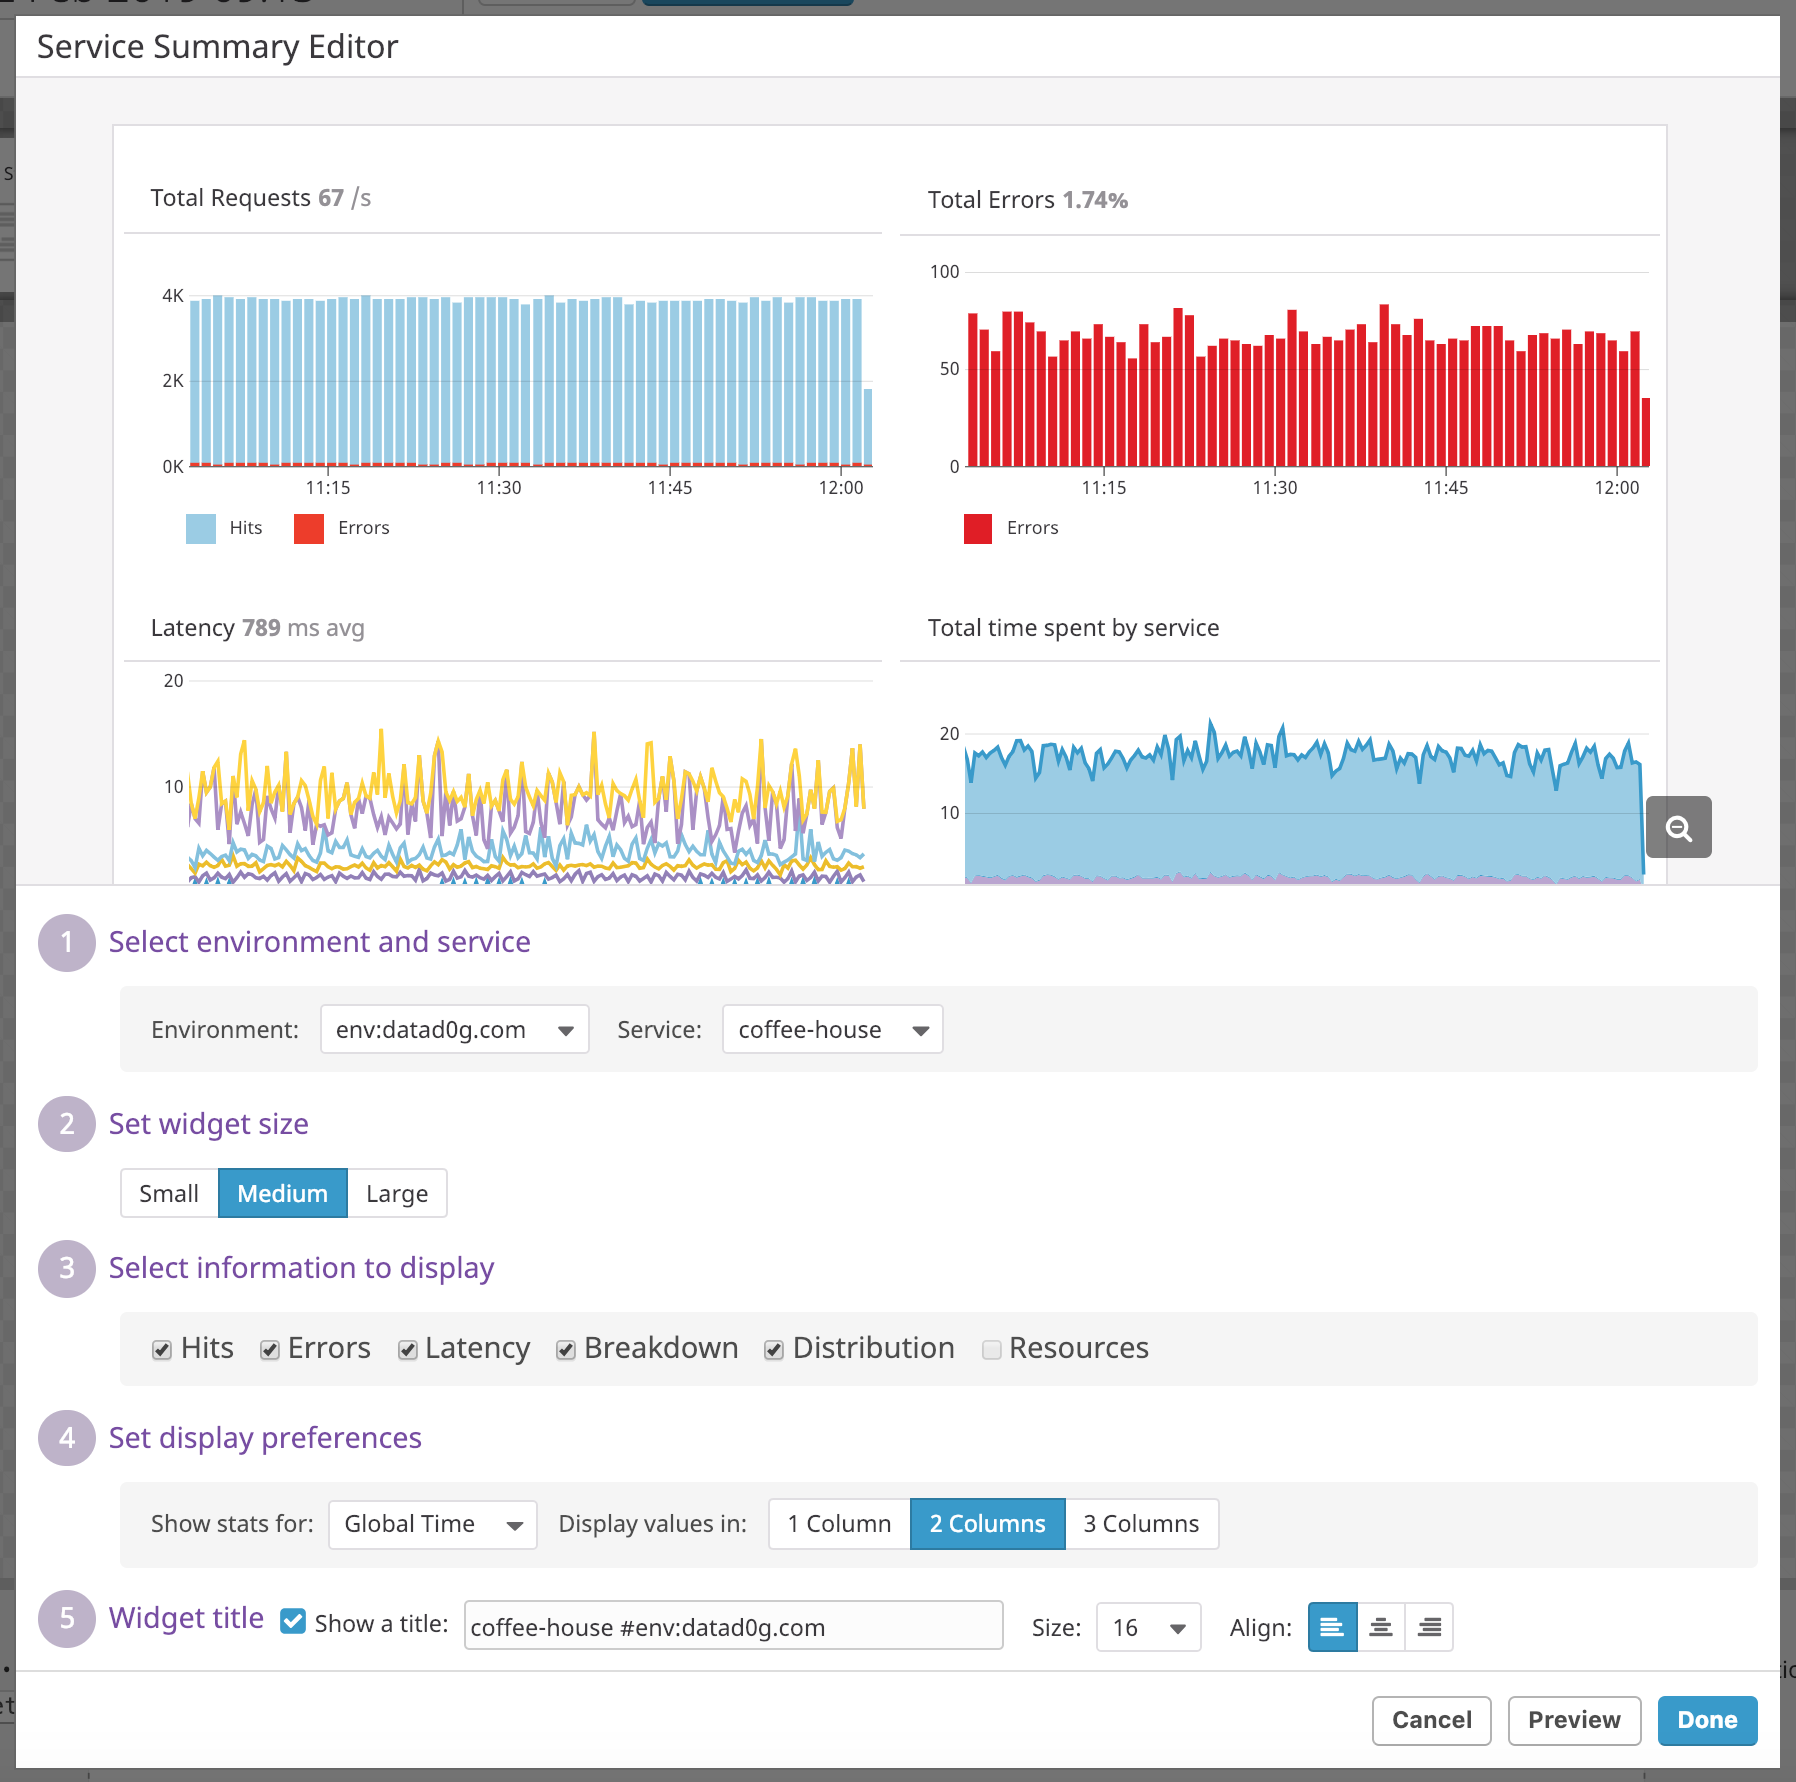 Service Summary Editor
Total Requests 67 /s
4K
2K
0K
11:15 11:30 11:45 12:00
Hits Errors
Total Errors 1.74%
100
50
0
11:15 11:30 11:45 12:00
Errors
Latency 789 ms avg
20
10
Total time spent by service
20
10
1 Select environment and service
Environment: env:datad0g.com Service: coffee-house
2 Set widget size
Small Medium Large
3 Select information to display
Hits Errors Latency Breakdown Distribution Resources
4 Set display preferences
Show stats for: Global Time Display values in: 1 Column 2 Columns 3 Columns
5 Widget title Show a title: coffee-house #env:datad0g.com Size: 16 Align:
Cancel Preview Done